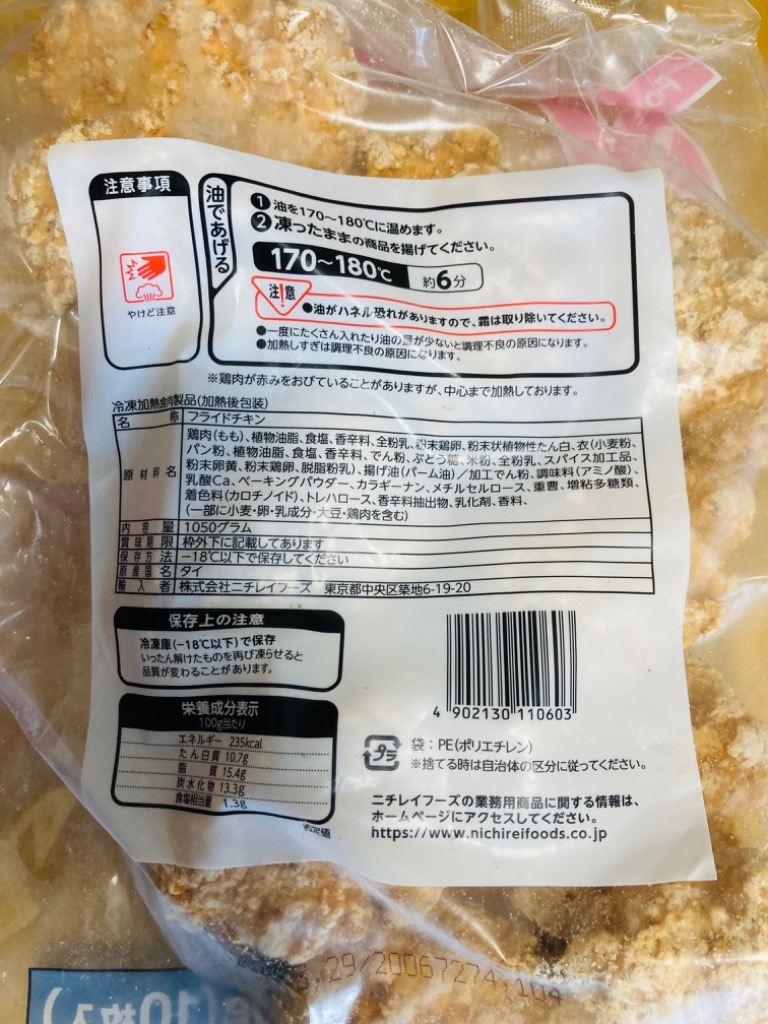 注意事項
やけど注意
油であげる
1 油を170〜180℃に温めます。
2 凍ったままの商品を揚げてください。
170〜180℃ 約6分
注意
●油がハネル恐れがありますので、霜は取り除いてください。
●一度にたくさん入れたり油の量が少ないと調理不良の原因になります。
●加熱しすぎは調理不良の原因になります。
※鶏肉が赤みをおびていることがありますが、中心まで加熱しております。
冷凍加熱食肉製品(加熱後包装)
名称 フライドチキン
原材料名 鶏肉(もも)、植物油脂、食塩、香辛料、全粉乳、粉末鶏卵、粉末状植物性たん白、衣(小麦粉、
パン粉、植物油脂、食塩、香辛料、でん粉、ぶどう糖、米粉、全粉乳、スパイス加工品、
粉末卵黄、粉末鶏卵、脱脂粉乳)、揚げ油(パーム油)／加工でん粉、調味料(アミノ酸)、
乳酸Ca、ベーキングパウダー、カラギーナン、メチルセルロース、重曹、増粘多糖類、
着色料(カロチノイド)、トレハロース、香辛料抽出物、乳化剤、香料、
(一部に小麦・卵・乳成分・大豆・鶏肉を含む)
内容量 1050グラム
賞味期限 枠外下に記載してあります
保存方法 −18℃以下で保存してください
原産国名 タイ
輸入者 株式会社ニチレイフーズ 東京都中央区築地6-19-20
保存上の注意
冷凍庫(−18℃以下)で保存
いったん解けたものを再び凍らせると
品質が変わることがあります。
栄養成分表示
100g当たり
エネルギー 235kcal
たん白質 10.7g
脂質 15.4g
炭水化物 13.3g
食塩相当量 1.3g
推定値
4 902130 110603
プラ
袋：PE(ポリエチレン)
※捨てる時は自治体の区分に従ってください。
ニチレイフーズの業務用商品に関する情報は、
ホームページにアクセスしてください。
https://www.nichireifoods.co.jp